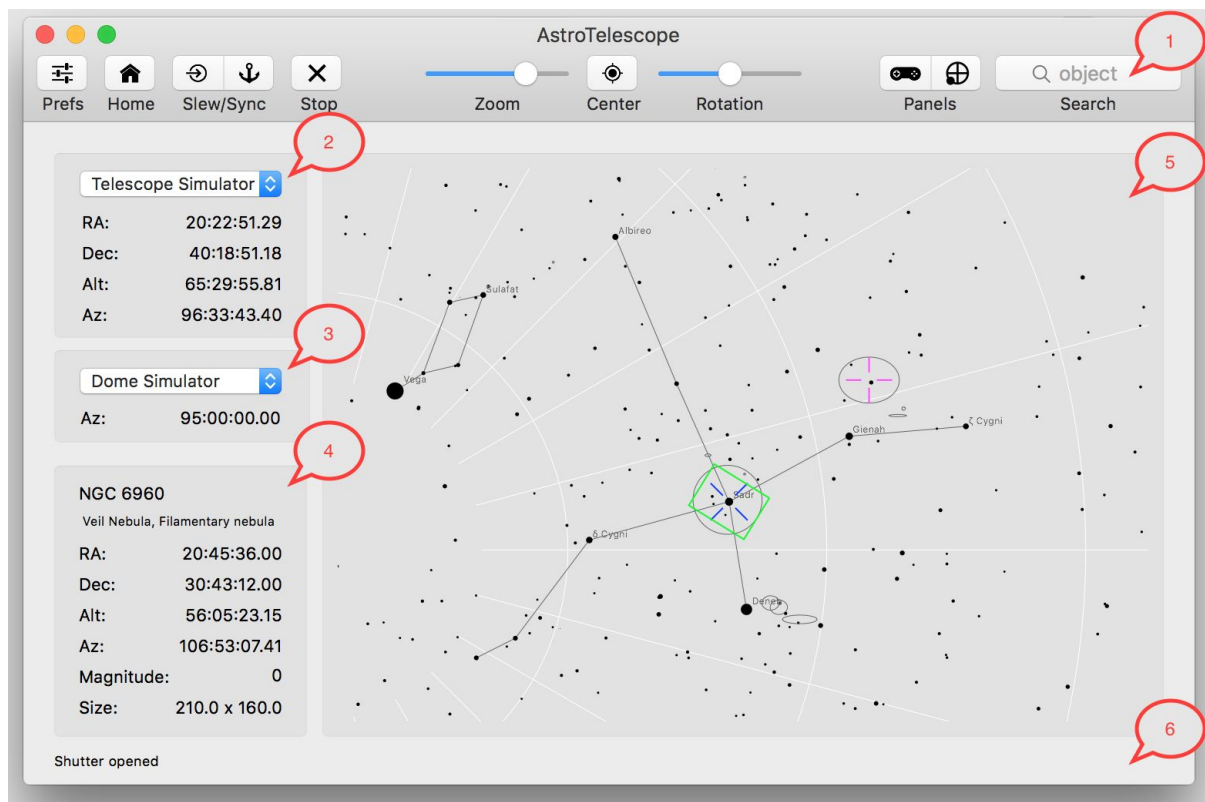 AstroTelescope
1
object
Prefs Home Slew/Sync Stop Zoom Center Rotation Panels Search
2
Telescope Simulator
RA: 20:22:51.29
Dec: 40:18:51.18
Alt: 65:29:55.81
Az: 96:33:43.40
3
Dome Simulator
Az: 95:00:00.00
4
NGC 6960
Veil Nebula, Filamentary nebula
RA: 20:45:36.00
Dec: 30:43:12.00
Alt: 56:05:23.15
Az: 106:53:07.41
Magnitude: 0
Size: 210.0 x 160.0
5
Albireo
Sulafat
Vega
Gienah
ζ Cygni
Sadr
δ Cygni
Deneb
6
Shutter opened